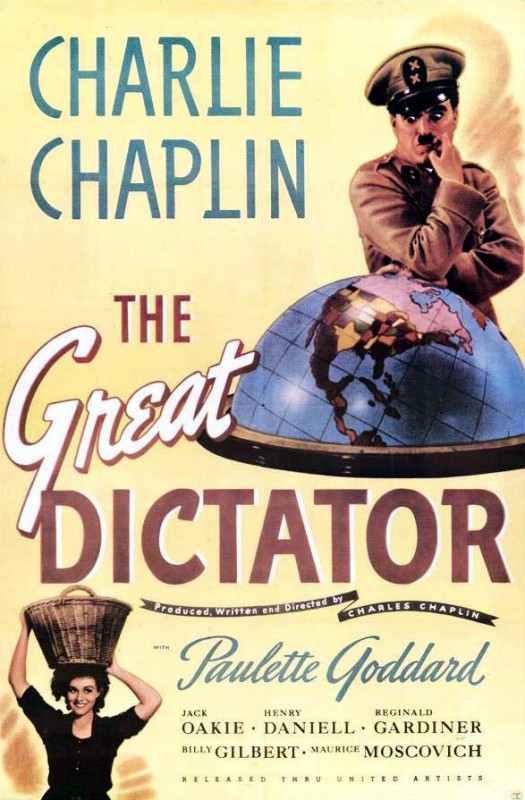 CHARLIE
CHAPLIN
THE
Great
DICTATOR
Produced, Written and Directed by
CHARLES CHAPLIN
WITH
Paulette Goddard
JACK OAKIE · HENRY DANIELL · REGINALD GARDINER
BILLY GILBERT · MAURICE MOSCOVICH
RELEASED THRU UNITED ARTISTS